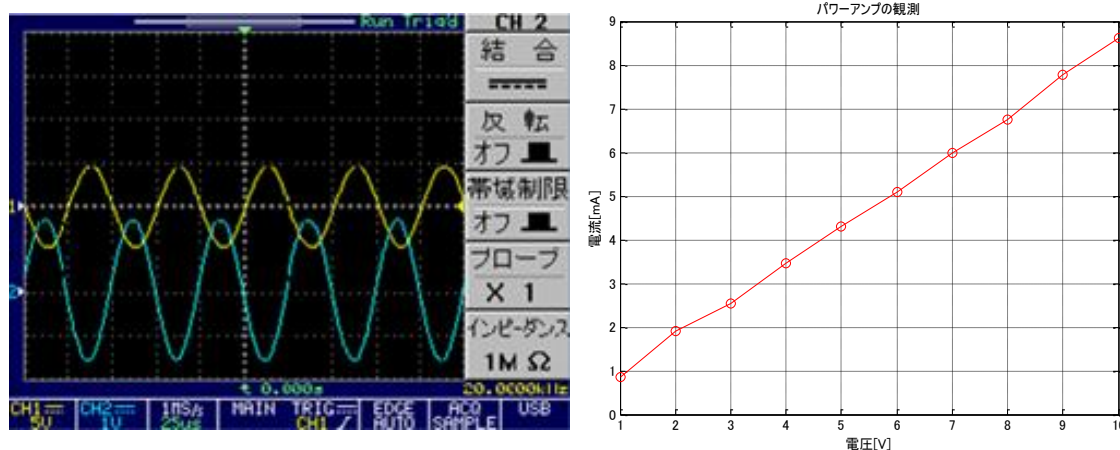 Run Trig'd
CH 2
結 合
反 転
オフ
帯域制限
オフ
プローブ
X 1
インピーダンス
1M Ω
1
2
0.000s
20.0000kHz
CH1
5V
CH2
1V
1MS/s
25us
MAIN
TRIG
CH1
EDGE
AUTO
ACQ
SAMPLE
USB
パワーアンプの観測
9
8
7
6
5
4
3
2
1
0
電流[mA]
1 2 3 4 5 6 7 8 9 10
電圧[V]